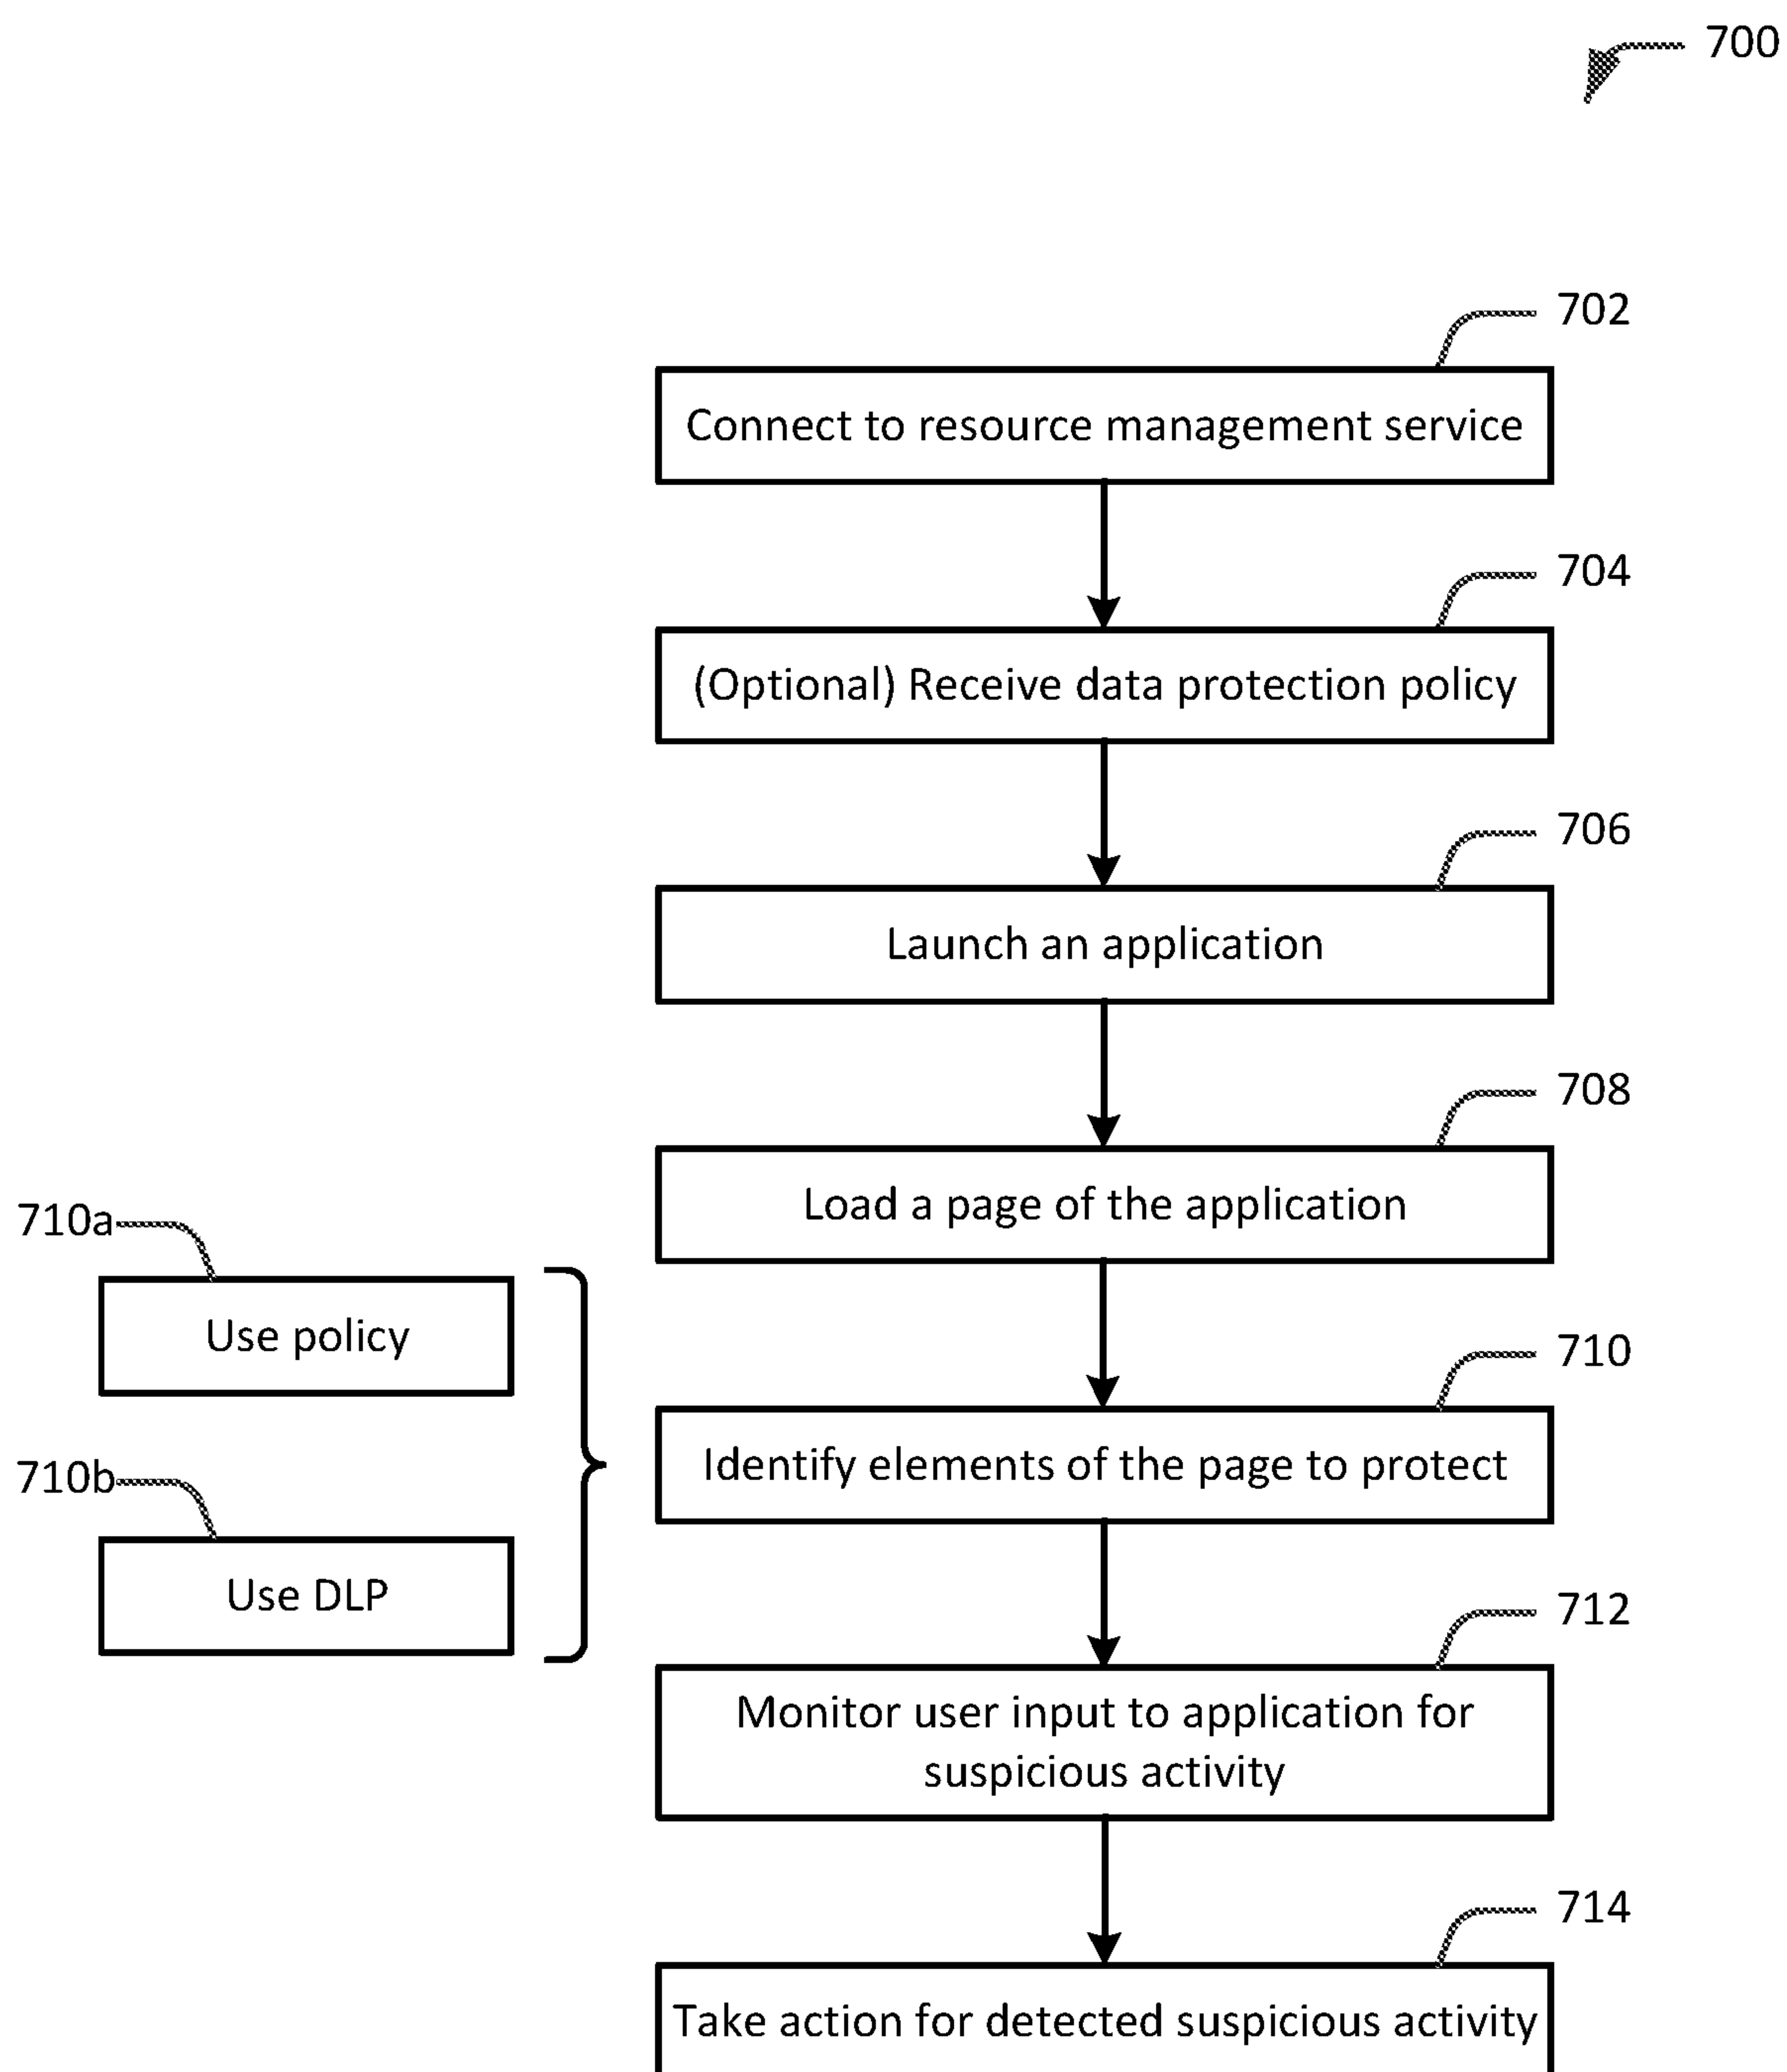 700
702
Connect to resource management service
704
(Optional) Receive data protection policy
706
Launch an application
708
Load a page of the application
710a
Use policy
710
Identify elements of the page to protect
710b
Use DLP
712
Monitor user input to application for
suspicious activity
714
Take action for detected suspicious activity